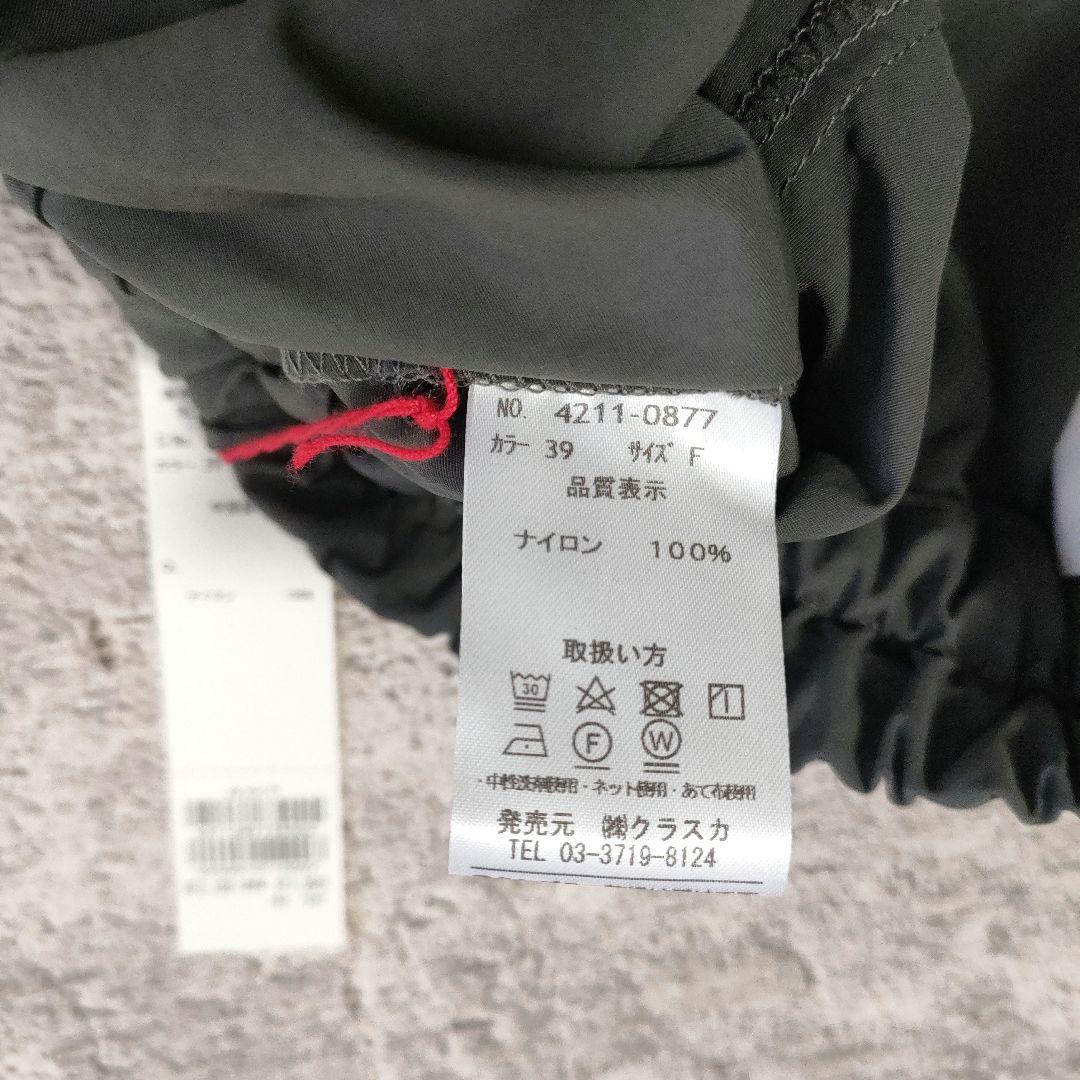 NO. 4211-0877
カラー 39 サイズ F
品質表示
ナイロン 100%
取扱い方
30
F W
・中性洗剤使用・ネット使用・あて布使用
発売元 ㈱クラスカ
TEL 03-3719-8124